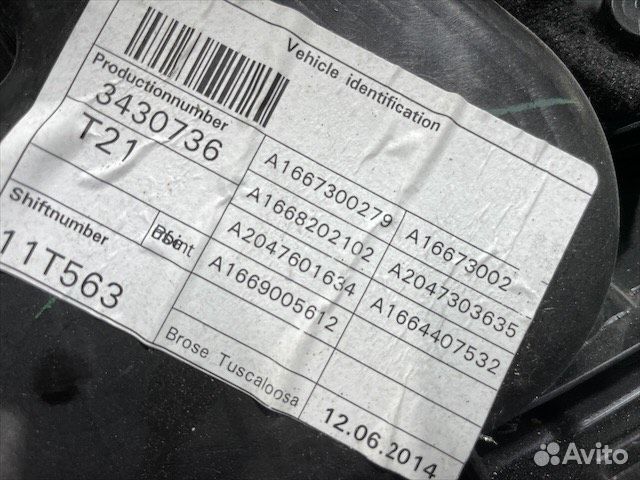 Vehicle identification
Productionnumber
3430736
T21
Shiftnumber
11T563
A1667300279
A16673002
A1668202102
A2047303635
A2047601634
A1664407532
A1669005612
Brose Tuscaloosa
12.06.2014
Avito